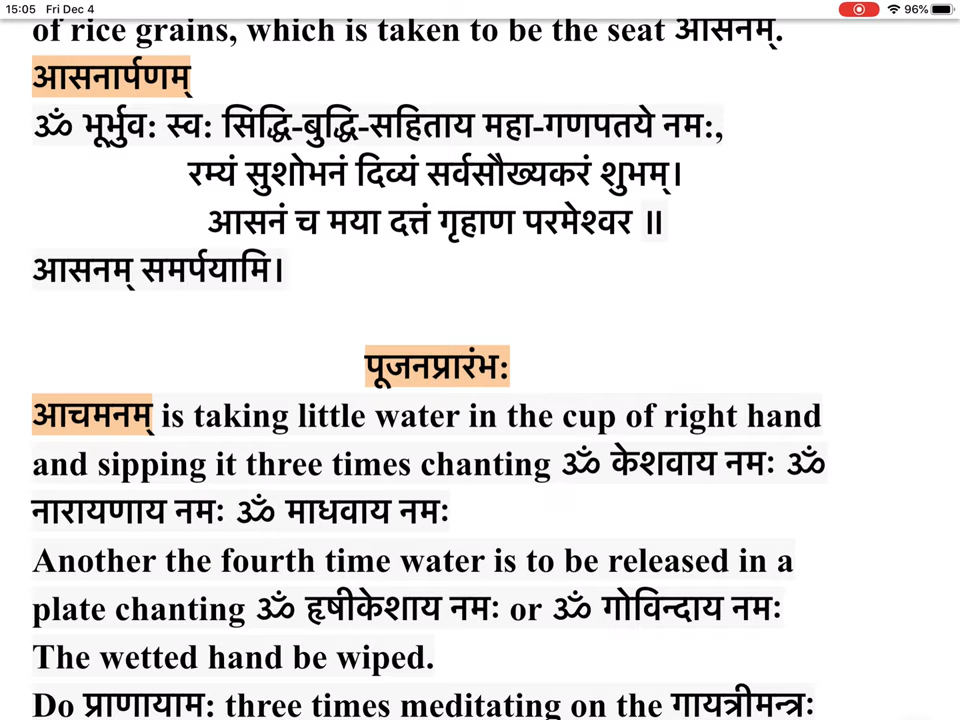 15:05 Fri Dec 4 96%
of rice grains, which is taken to be the seat आसनम्.
आसनार्पणम्
ॐ भूर्भुव: स्व: सिद्धि-बुद्धि-सहिताय महा-गणपतये नम:,
रम्यं सुशोभनं दिव्यं सर्वसौख्यकरं शुभम्।
आसनं च मया दत्तं गृहाण परमेश्वर ॥
आसनम् समर्पयामि।
पूजनप्रारंभ:
आचमनम् is taking little water in the cup of right hand
and sipping it three times chanting ॐ केशवाय नमः ॐ
नारायणाय नमः ॐ माधवाय नमः
Another the fourth time water is to be released in a
plate chanting ॐ हृषीकेशाय नमः or ॐ गोविन्दाय नमः
The wetted hand be wiped.
Do प्राणायाम: three times meditating on the गायत्रीमन्त्र: